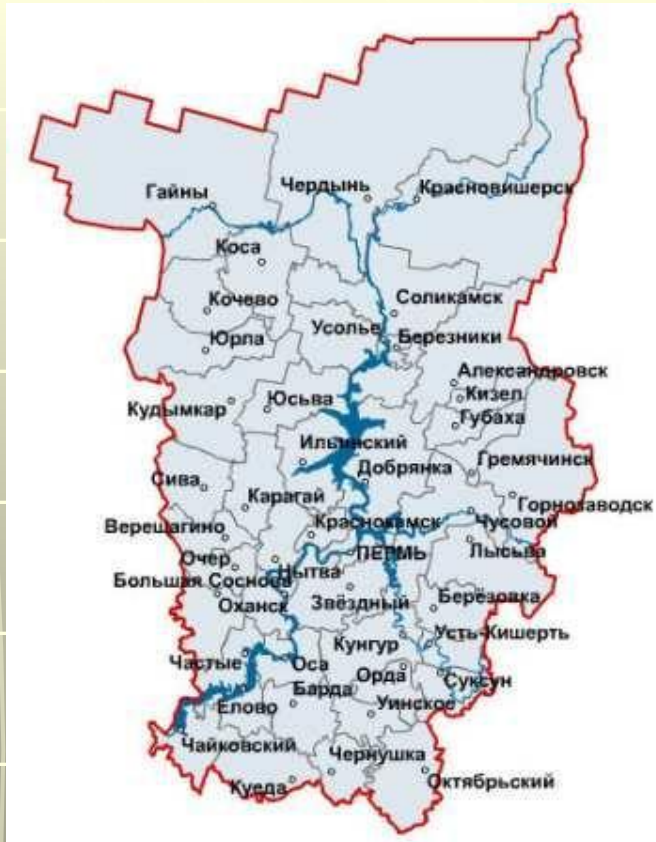 Гайны
Чердынь
Красновишерск
Коса
Кочево
Соликамск
Усолье
Березники
Юрла
Александровск
Кизел
Юсьва
Кудымкар
Губаха
Ильинский
Добрянка
Гремячинск
Сива
Карагай
Горнозаводск
Краснокамск
Чусовой
Верещагино
ПЕРМЬ
Лысьва
Очёр
Нытва
Большая Соснова
Оханск
Звёздный
Берёзовка
Кунгур
Усть-Кишерть
Частые
Оса
Орда
Суксун
Барда
Уинское
Елово
Чайковский
Чернушка
Куеда
Октябрьский